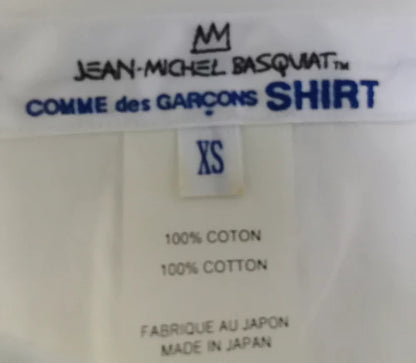 JEAN-MICHEL BASQUIAT™
COMME des GARÇONS SHIRT
XS
100% COTON
100% COTTON
FABRIQUE AU JAPON
MADE IN JAPAN